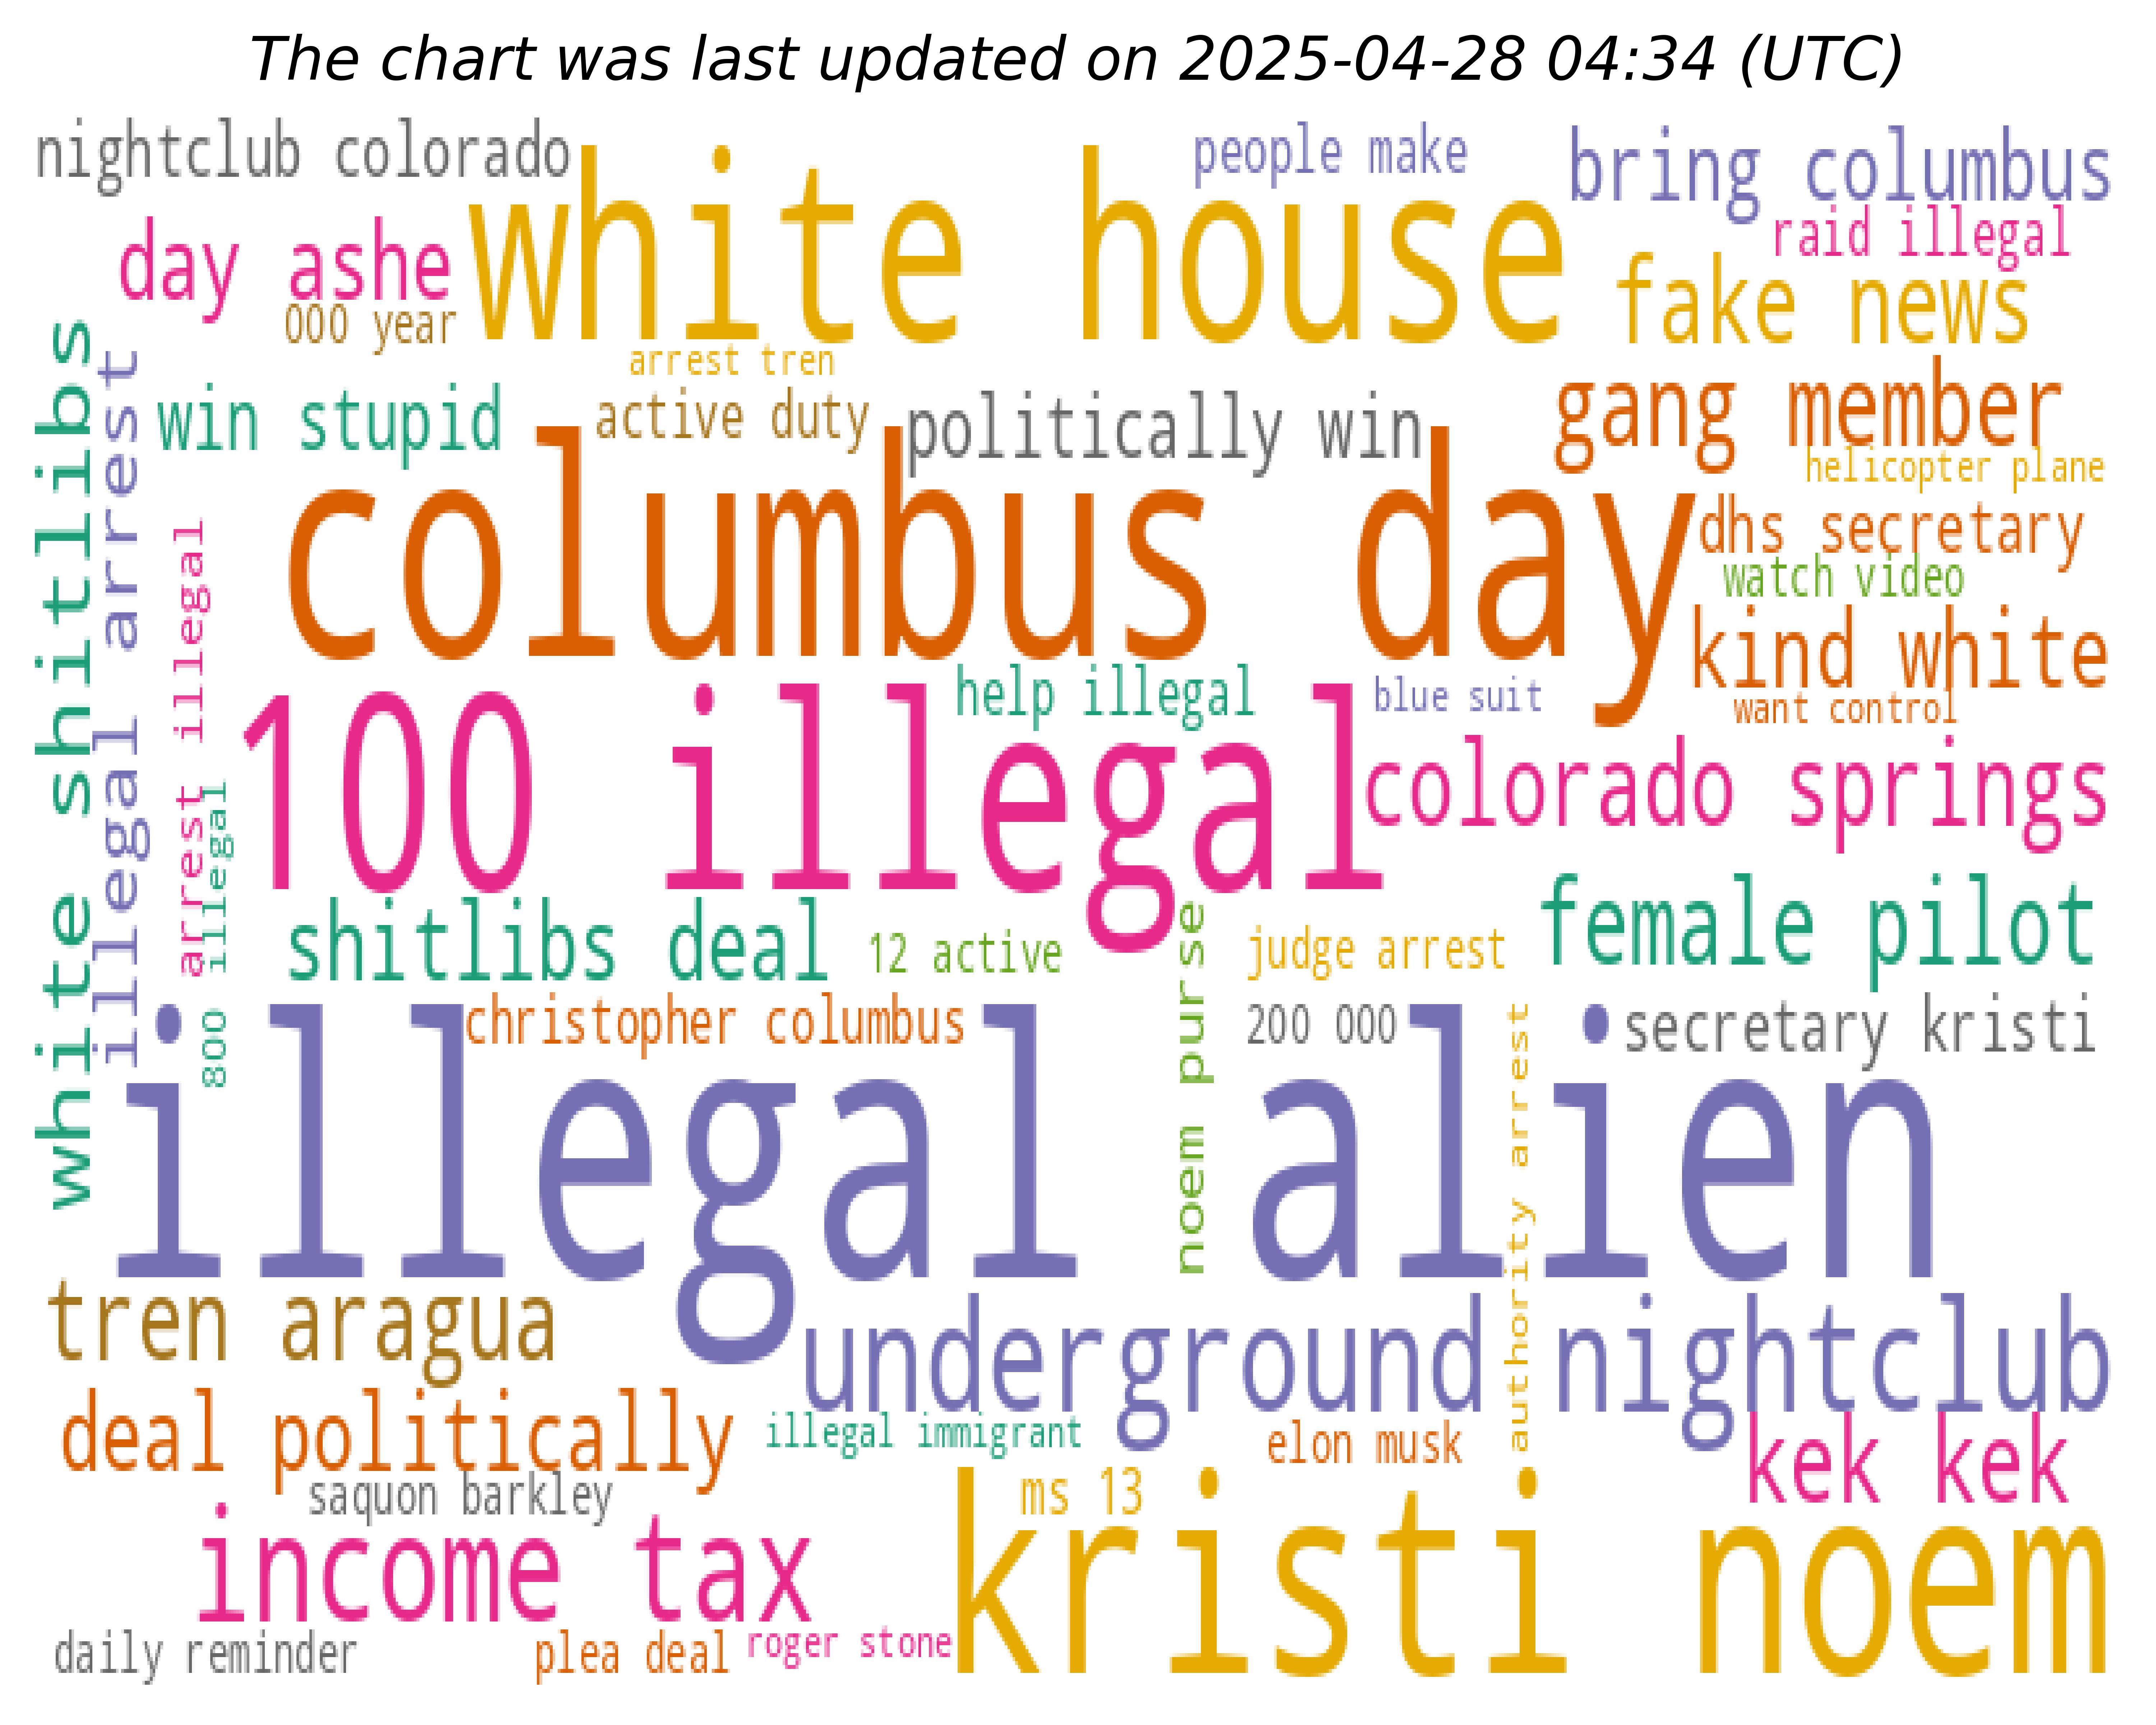 The chart was last updated on 2025-04-28 04:34 (UTC)
nightclub colorado
people make
bring columbus
white house
raid illegal
day ashe
fake news
000 year
arrest tren
win stupid
active duty
politically win
gang member
helicopter plane
columbus day
dhs secretary
watch video
kind white
help illegal
blue suit
want control
100 illegal
colorado springs
white shitlibs
illegal arrest
arrest illegal
800 illegal
shitlibs deal
12 active
noem purse
judge arrest
female pilot
christopher columbus
200 000
authority arrest
secretary kristi
illegal alien
tren aragua
underground nightclub
deal politically
illegal immigrant
elon musk
kek kek
saquon barkley
ms 13
income tax
kristi noem
daily reminder
plea deal
roger stone